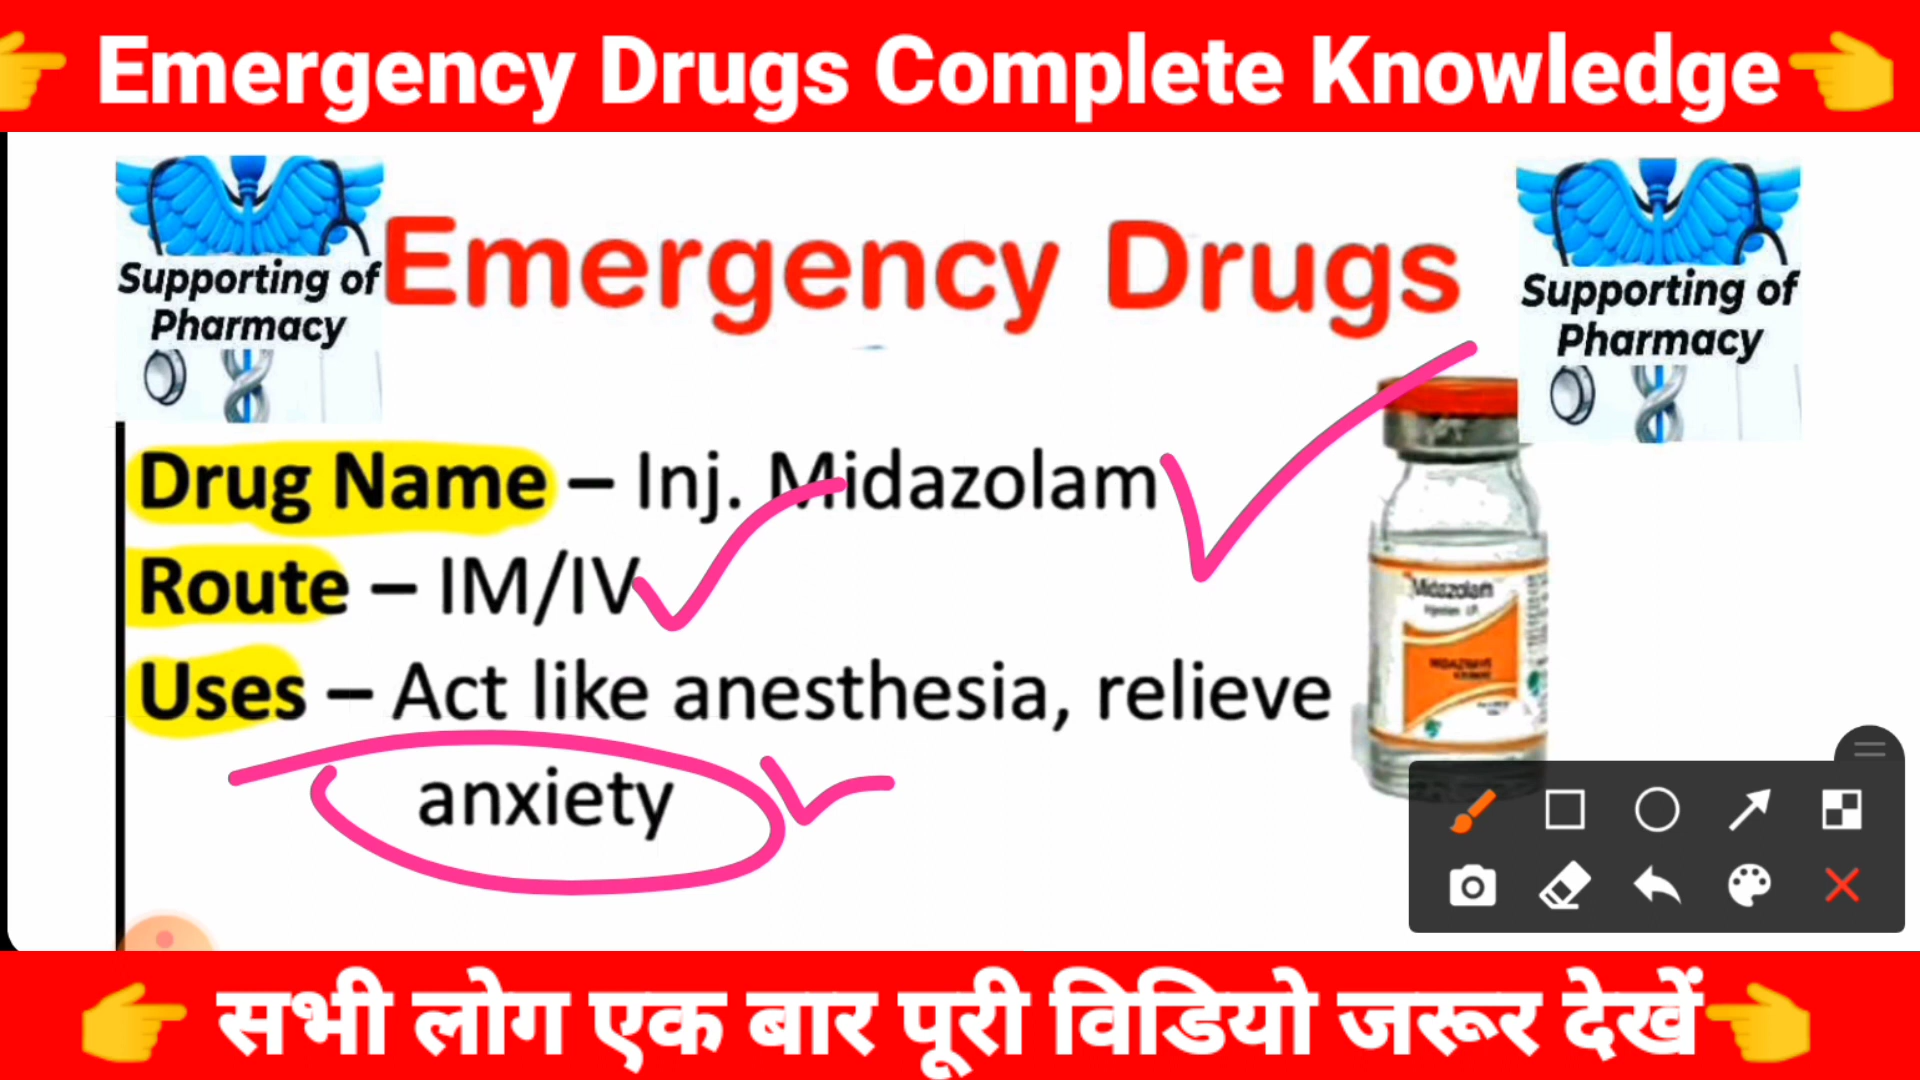 Emergency Drugs Complete Knowledge
Supporting of
Pharmacy
Emergency Drugs
Supporting of
Pharmacy
Drug Name – Inj. Midazolam
Route – IM/IV
Uses – Act like anesthesia, relieve
anxiety
Midazolam
सभी लोग एक बार पूरी विडियो जरूर देखें